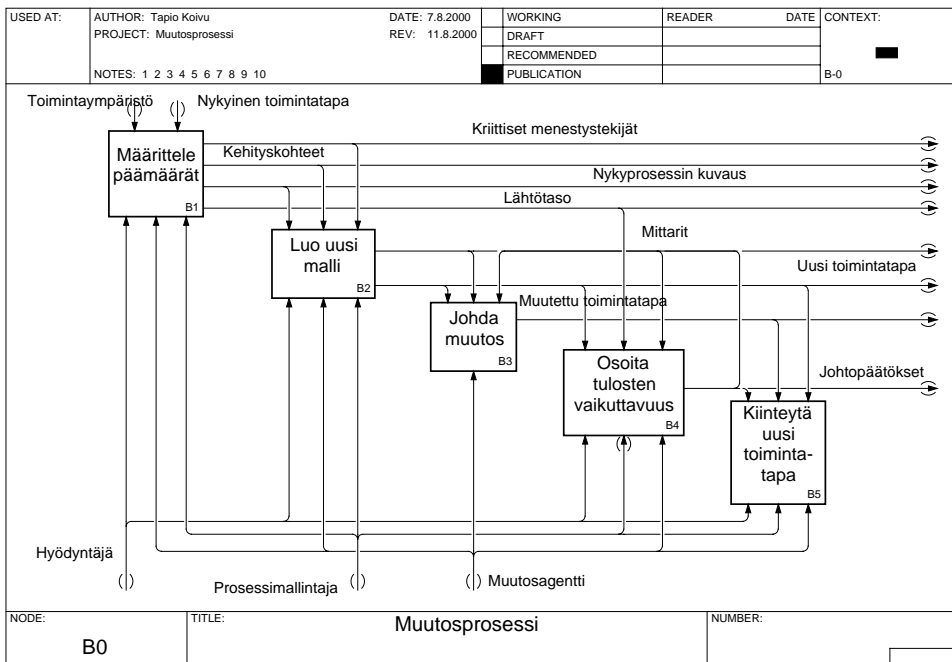 USED AT:
AUTHOR: Tapio Koivu
DATE: 7.8.2000
WORKING
READER
DATE
CONTEXT:
PROJECT: Muutosprosessi
REV: 11.8.2000
DRAFT
RECOMMENDED
NOTES: 1 2 3 4 5 6 7 8 9 10
PUBLICATION
B-0
Toimintaympäristö
Nykyinen toimintatapa
Kriittiset menestystekijät
Määrittele
päämäärät
B1
Kehityskohteet
Nykyprosessin kuvaus
Lähtötaso
Mittarit
Luo uusi
malli
B2
Uusi toimintatapa
Muutettu toimintatapa
Johda
muutos
B3
Osoita
tulosten
vaikuttavuus
B4
Johtopäätökset
Kiinteytä
uusi
toiminta-
tapa
B5
Hyödyntäjä
Prosessimallintaja
Muutosagentti
NODE:
B0
TITLE:
Muutosprosessi
NUMBER: